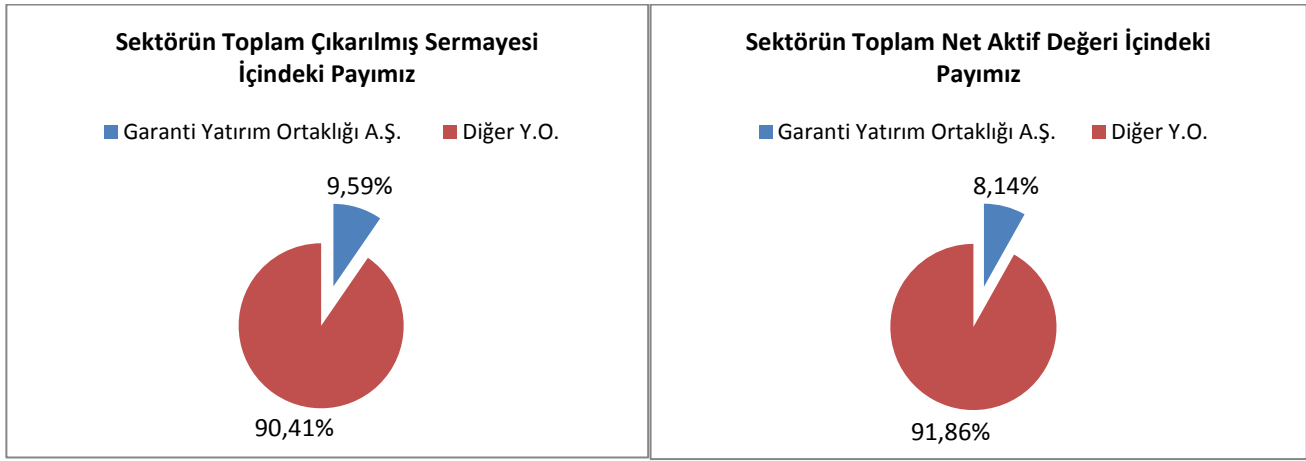 Sektörün Toplam Çıkarılmış Sermayesi
İçindeki Payımız
Garanti Yatırım Ortaklığı A.Ş.
Diğer Y.O.
9,59%
90,41%
Sektörün Toplam Net Aktif Değeri İçindeki
Payımız
Garanti Yatırım Ortaklığı A.Ş.
Diğer Y.O.
8,14%
91,86%